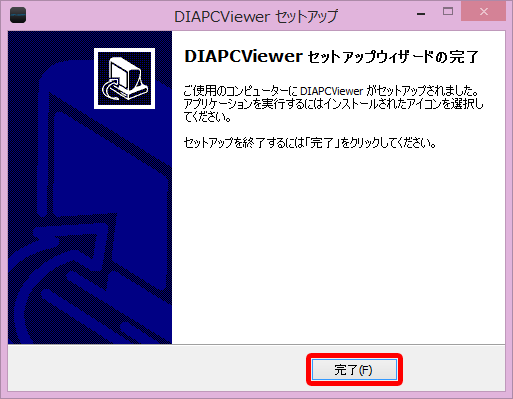 DIAPCViewer セットアップ
DIAPCViewer セットアップウィザードの完了
ご使用のコンピューターに DIAPCViewer がセットアップされました。
アプリケーションを実行するにはインストールされたアイコンを選択し
てください。
セットアップを終了するには「完了」をクリックしてください。
完了(F)